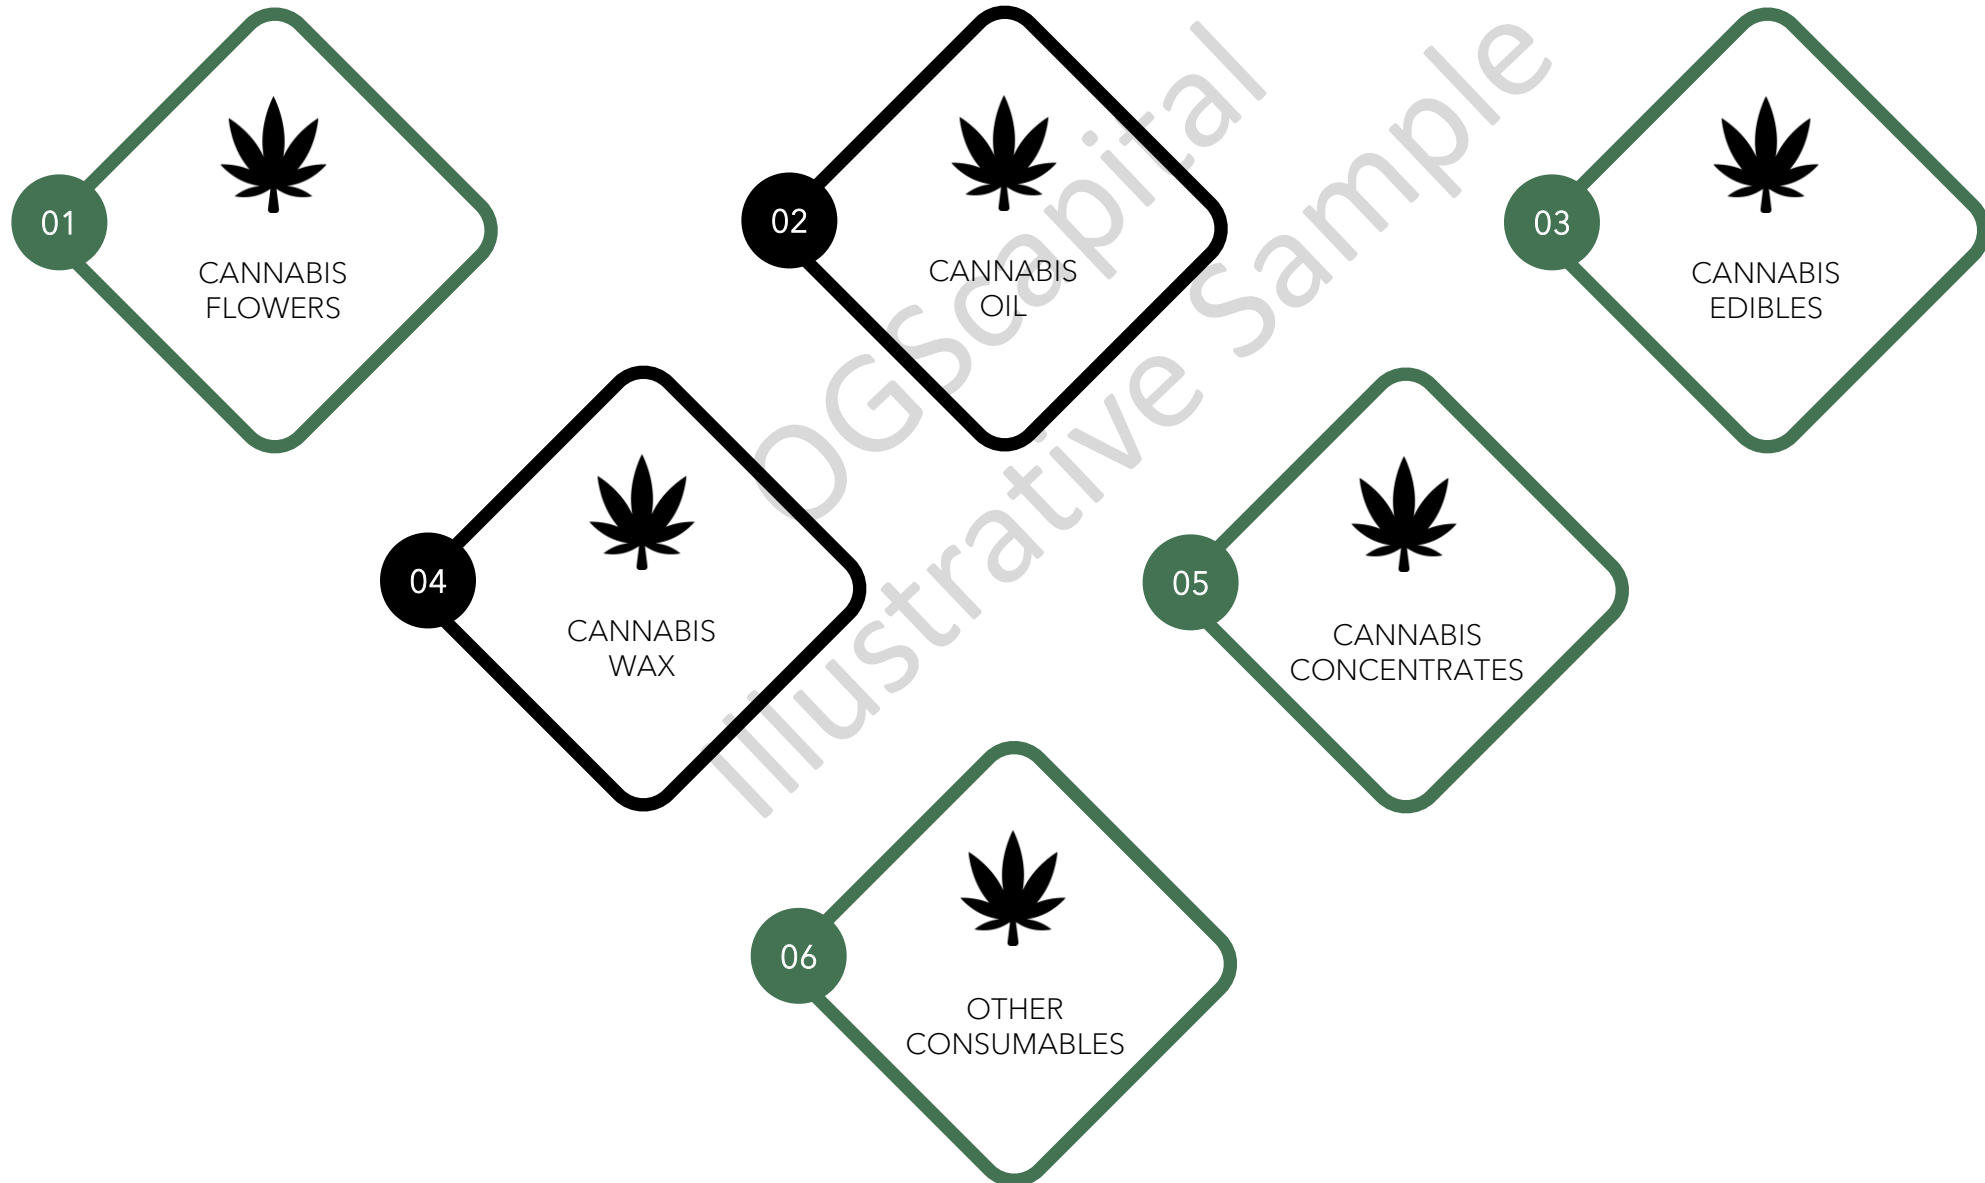 01
CANNABIS
FLOWERS
02
CANNABIS
OIL
03
CANNABIS
EDIBLES
04
CANNABIS
WAX
05
CANNABIS
CONCENTRATES
06
OTHER
CONSUMABLES
OGScapital
Illustrative Sample